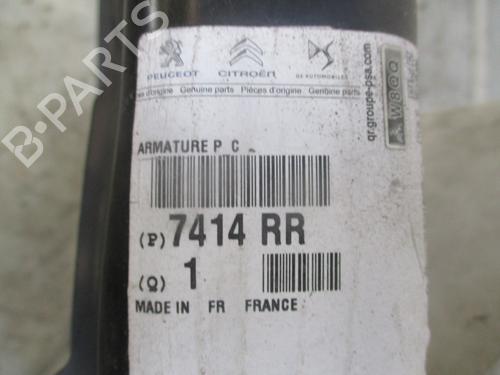 PEUGEOT CITROËN DS AUTOMOBILES
d'origine Genuine parts Pièces d'origine Genuine parts
qr.groupe-psa.com
ARMATURE P C
(P) 7414 RR
(Q) 1
MADE IN FR FRANCE